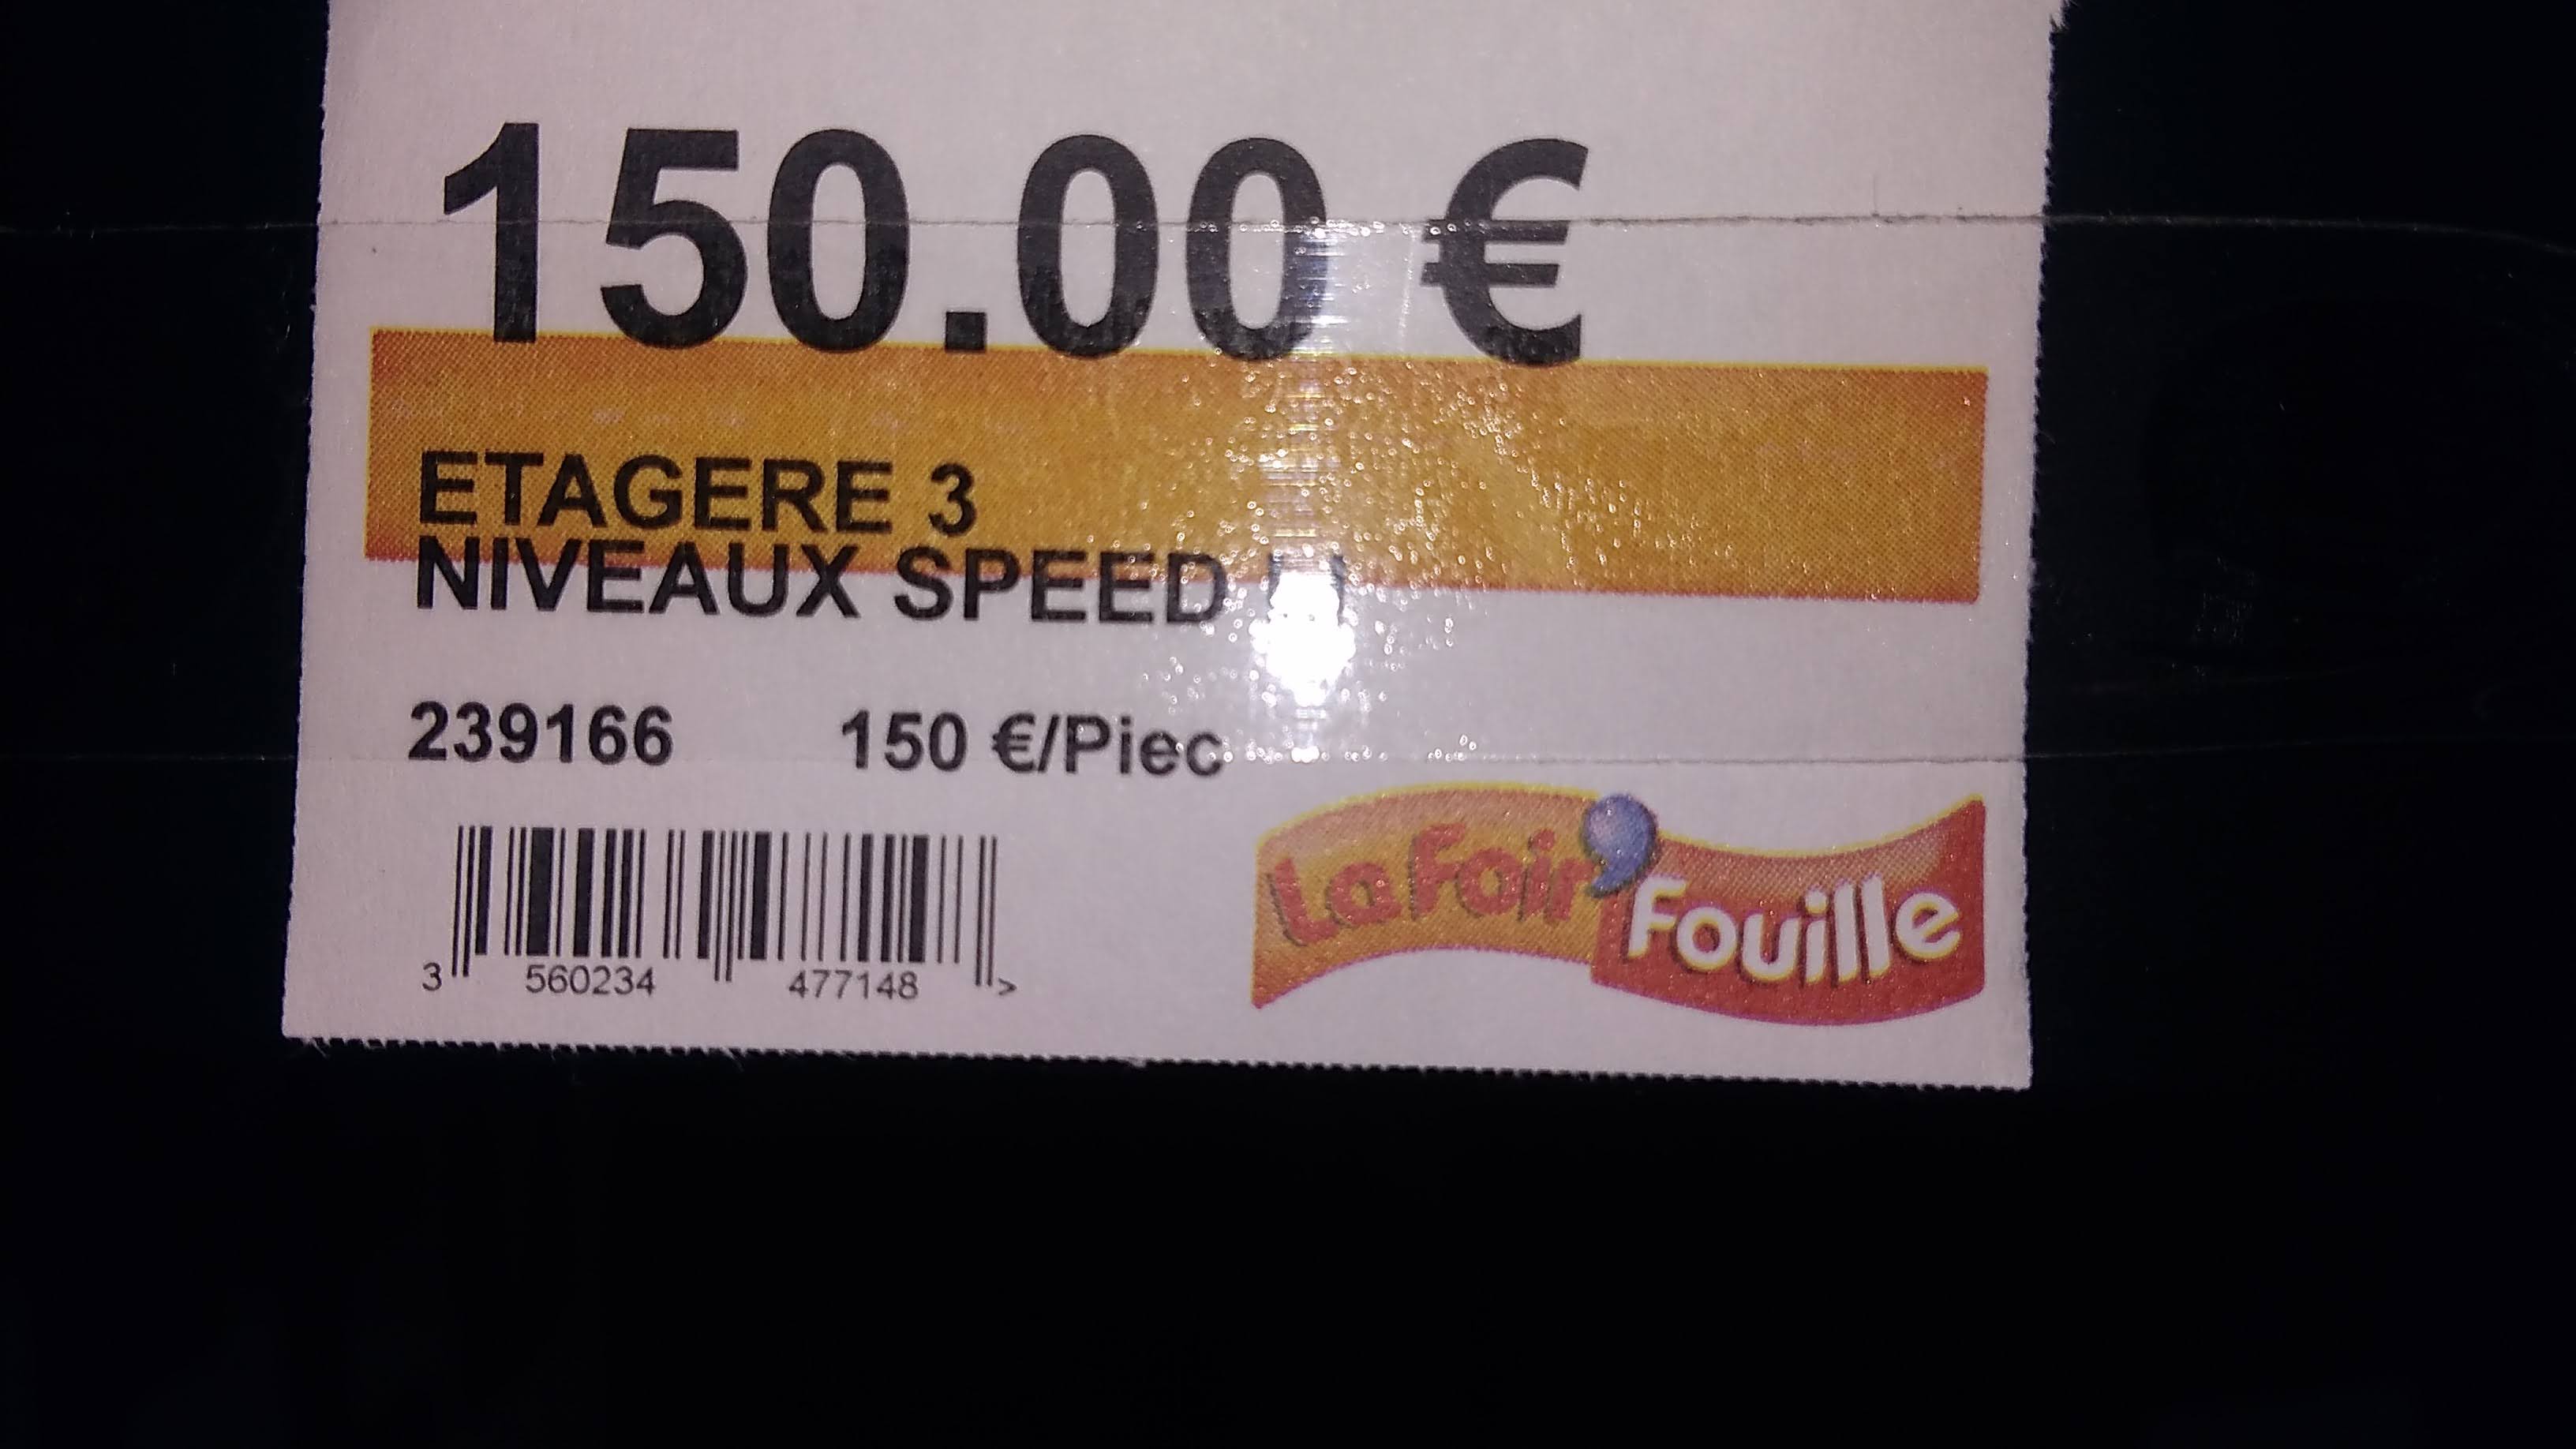 150.00 €
ETAGERE 3
NIVEAUX SPEED
239166 150 €/Piec
3 560234 477148 >
La Foir'Fouille